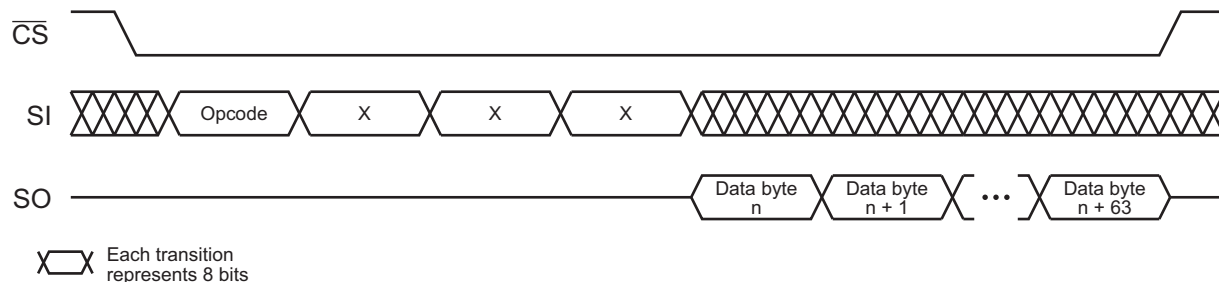 CS
SI
Opcode
X
X
X
SO
Data byte
n
Data byte
n + 1
•••
Data byte
n + 63
Each transition
represents 8 bits